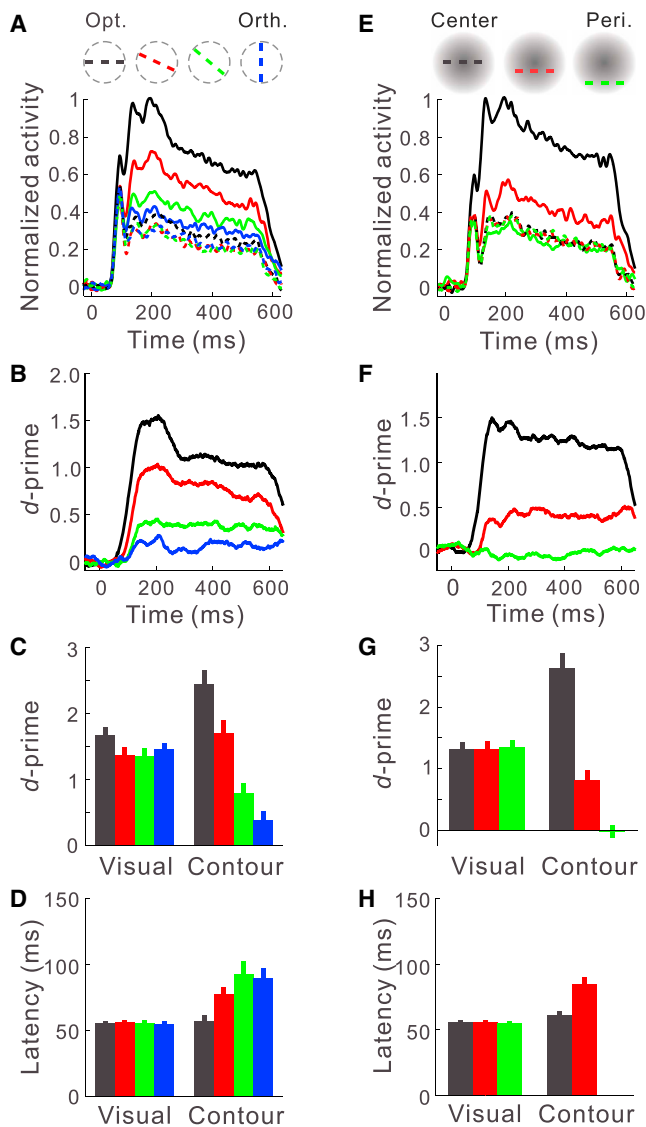 A
Opt.
Orth.
Normalized activity
1
0.8
0.6
0.4
0.2
0
0
200
400
600
Time (ms)
B
d-prime
2.0
1.5
1.0
0.5
0
0
200
400
600
Time (ms)
C
d-prime
3
2
1
0
Visual
Contour
D
Latency (ms)
150
100
50
0
Visual
Contour
E
Center
Peri.
Normalized activity
1
0.8
0.6
0.4
0.2
0
0
200
400
600
Time (ms)
F
d-prime
1.5
1.0
0.5
0
0
200
400
600
Time (ms)
G
d-prime
3
2
1
0
Visual
Contour
H
Latency (ms)
150
100
50
0
Visual
Contour